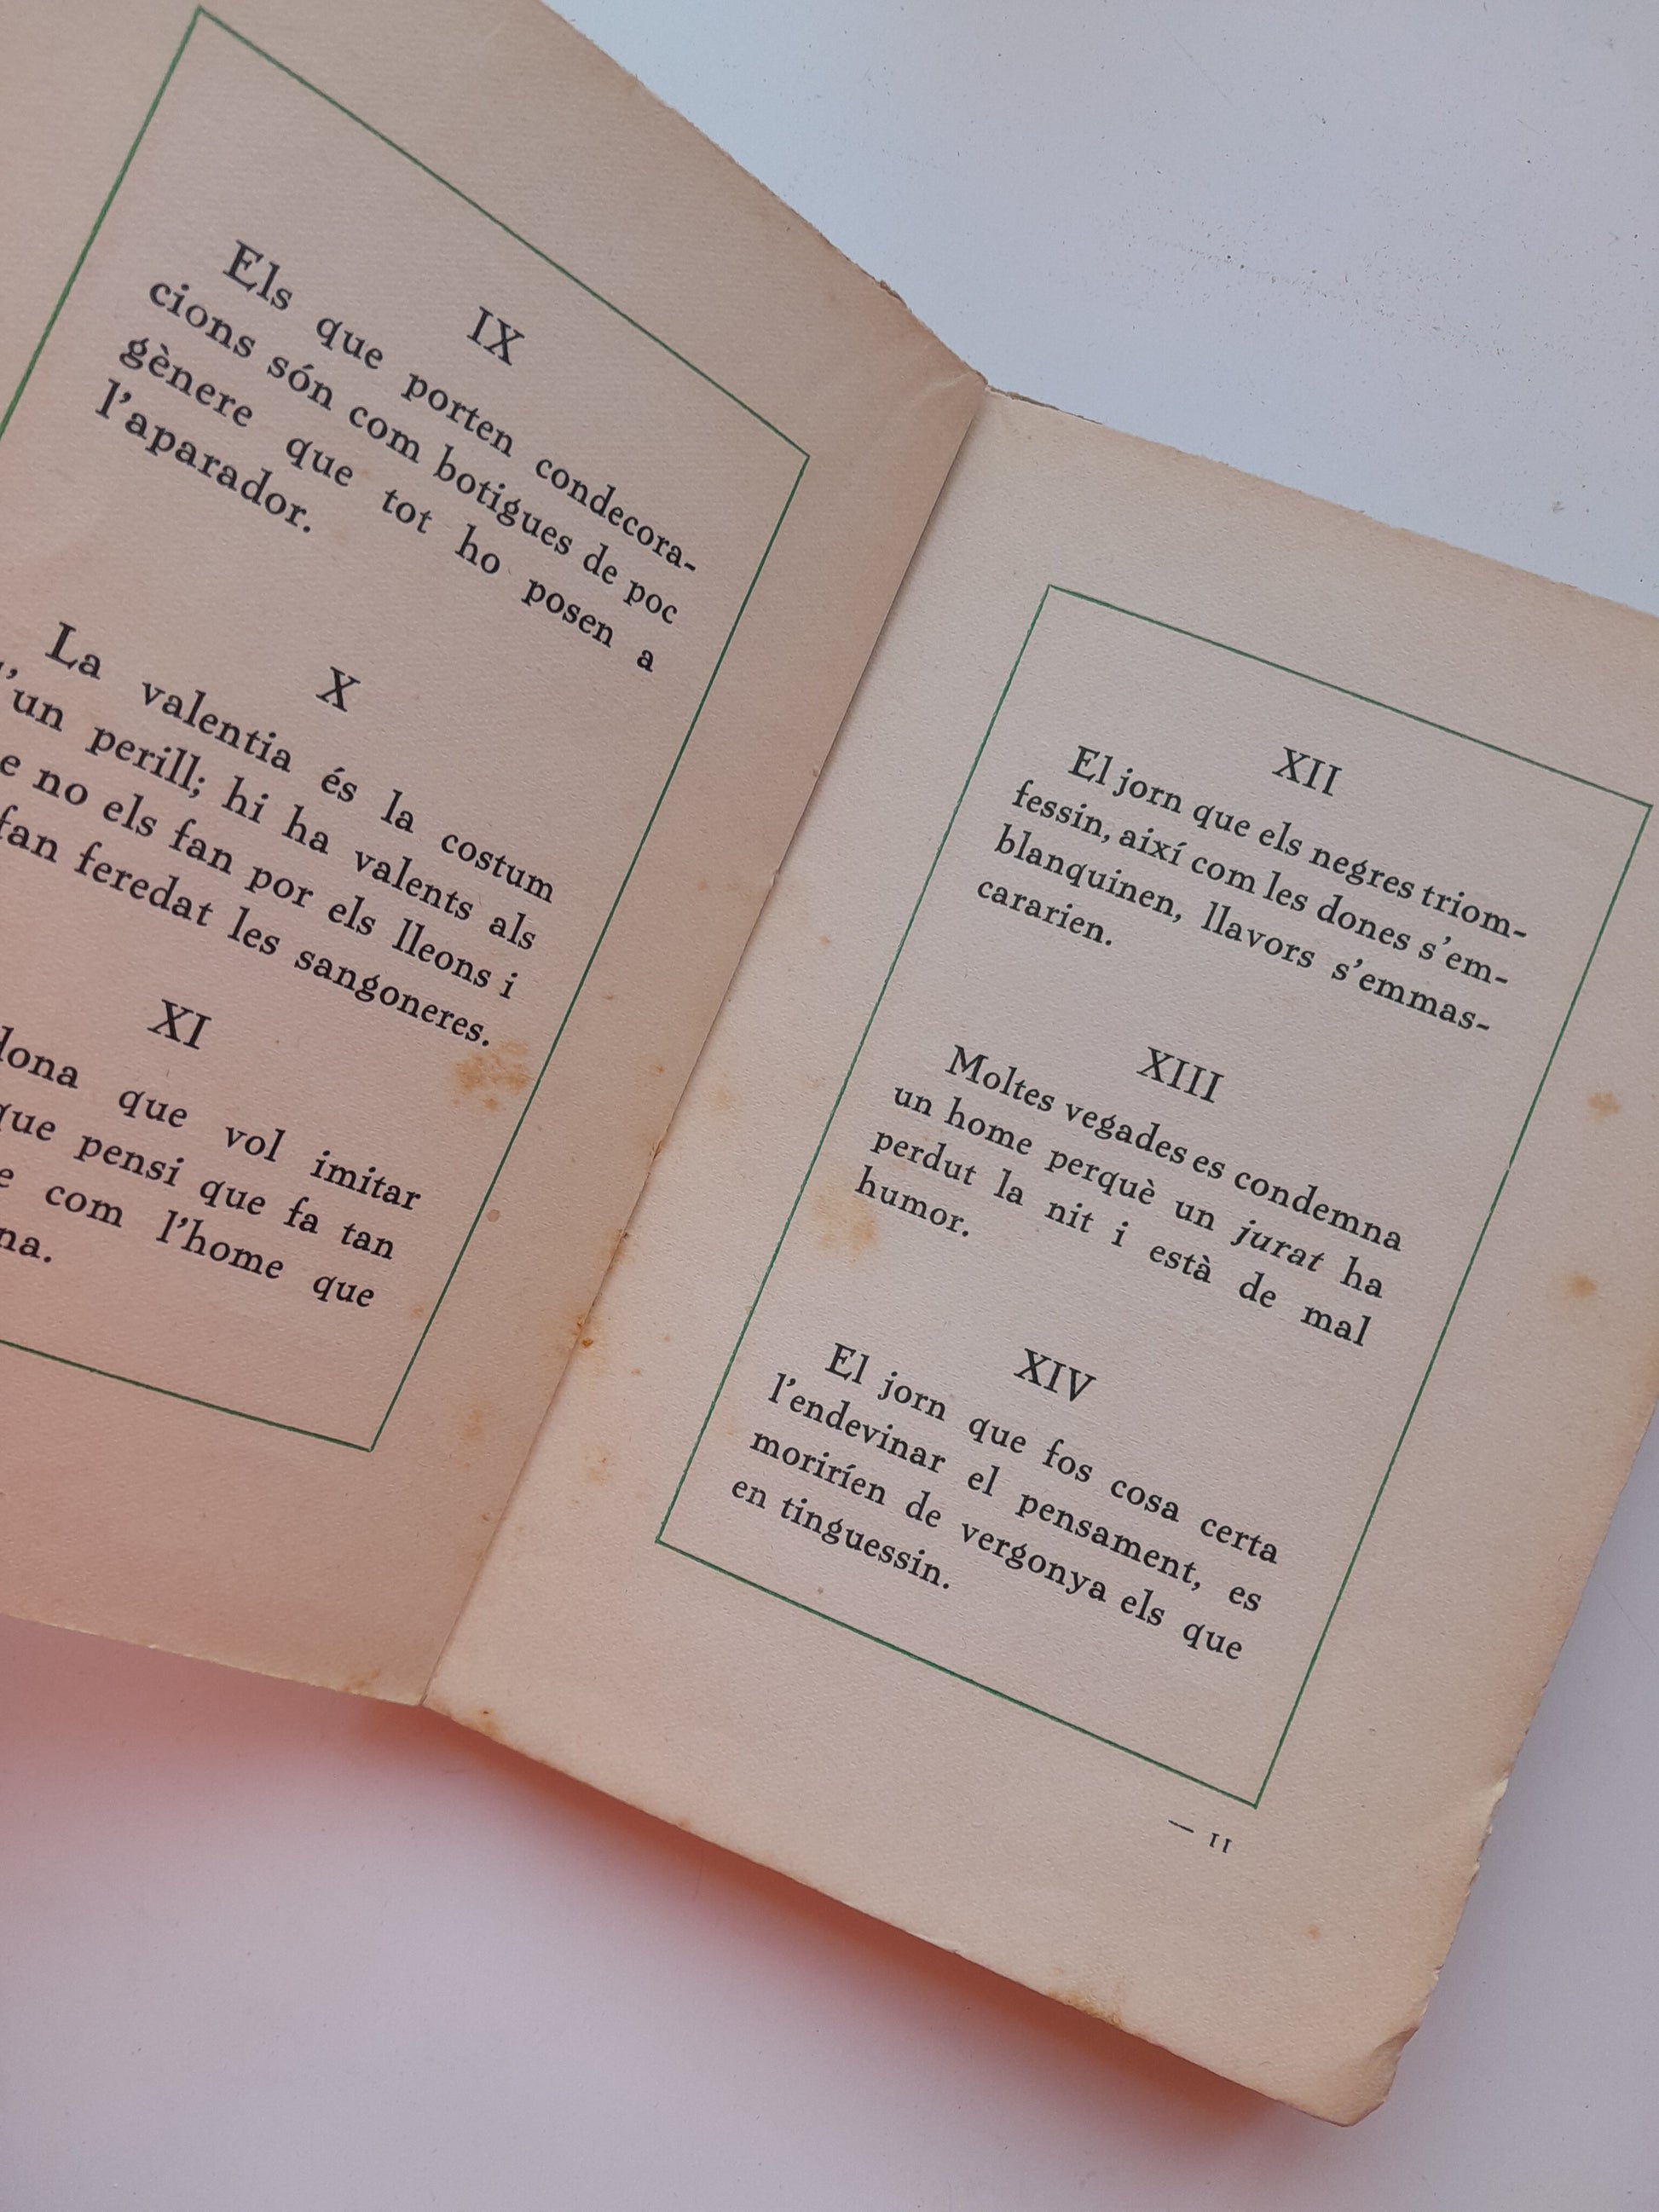 IX
Els que porten condecora-
cions són com botigues de poc
gènere que tot ho posen a
l'aparador.
X
La valentia és la costum
perill; hi ha valents als
no els fan por els lleons i
fan feredat les sangoneres.
XI
dona que vol imitar
que pensi que fa tan
com l'home que
XII
El jorn que els negres triom-
fessin, així com les dones s'em-
blanquinen, llavors s'emmas-
cararien.
XIII
Moltes vegades es condemna
un home perquè un jurat ha
perdut la nit i està de mal
humor.
XIV
El jorn que fos cosa certa
l'endevinar el pensament, es
moriríen de vergonya els que
en tinguessin.
— 11